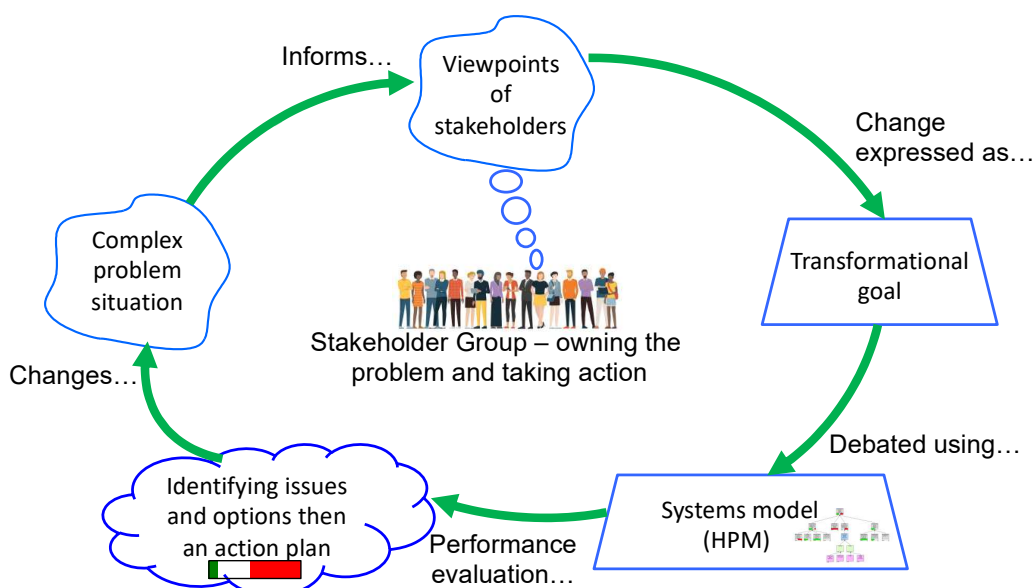 Informs…
Viewpoints
of
stakeholders
Change
expressed as…
Complex
problem
situation
Transformational
goal
Stakeholder Group – owning the
problem and taking action
Changes…
Debated using…
Identifying issues
and options then
an action plan
Systems model
(HPM)
Performance
evaluation…